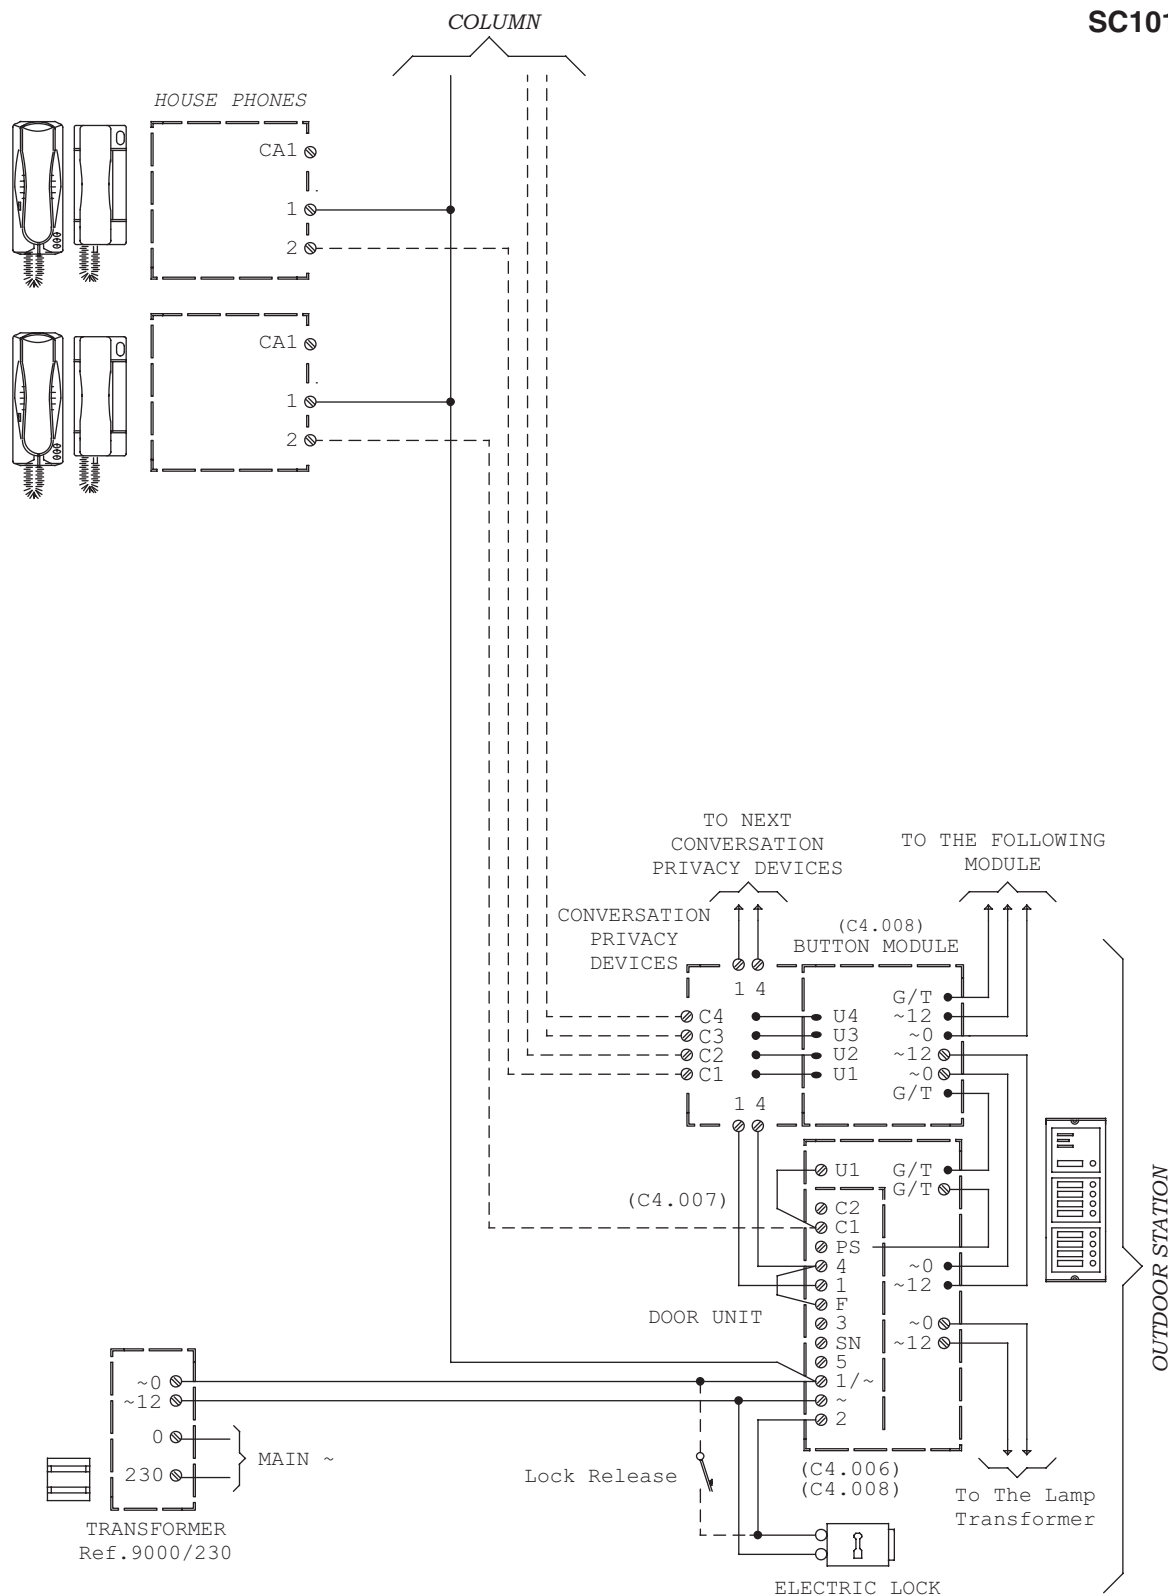 COLUMN
SC101
HOUSE PHONES
CA1
1
2
CA1
1
2
TO NEXT
CONVERSATION
PRIVACY DEVICES
TO THE FOLLOWING
MODULE
CONVERSATION
PRIVACY
DEVICES
(C4.008)
BUTTON MODULE
1 4
G/T
C4
U4
~12
C3
U3
~0
C2
U2
~12
C1
U1
~0
G/T
1 4
U1
G/T
G/T
(C4.007)
C2
C1
PS
4
~0
1
~12
F
DOOR UNIT
3
~0
SN
~12
5
1/~
~
2
OUTDOOR STATION
~0
~12
0
MAIN ~
230
TRANSFORMER
Ref.9000/230
Lock Release
(C4.006)
(C4.008)
To The Lamp
Transformer
ELECTRIC LOCK